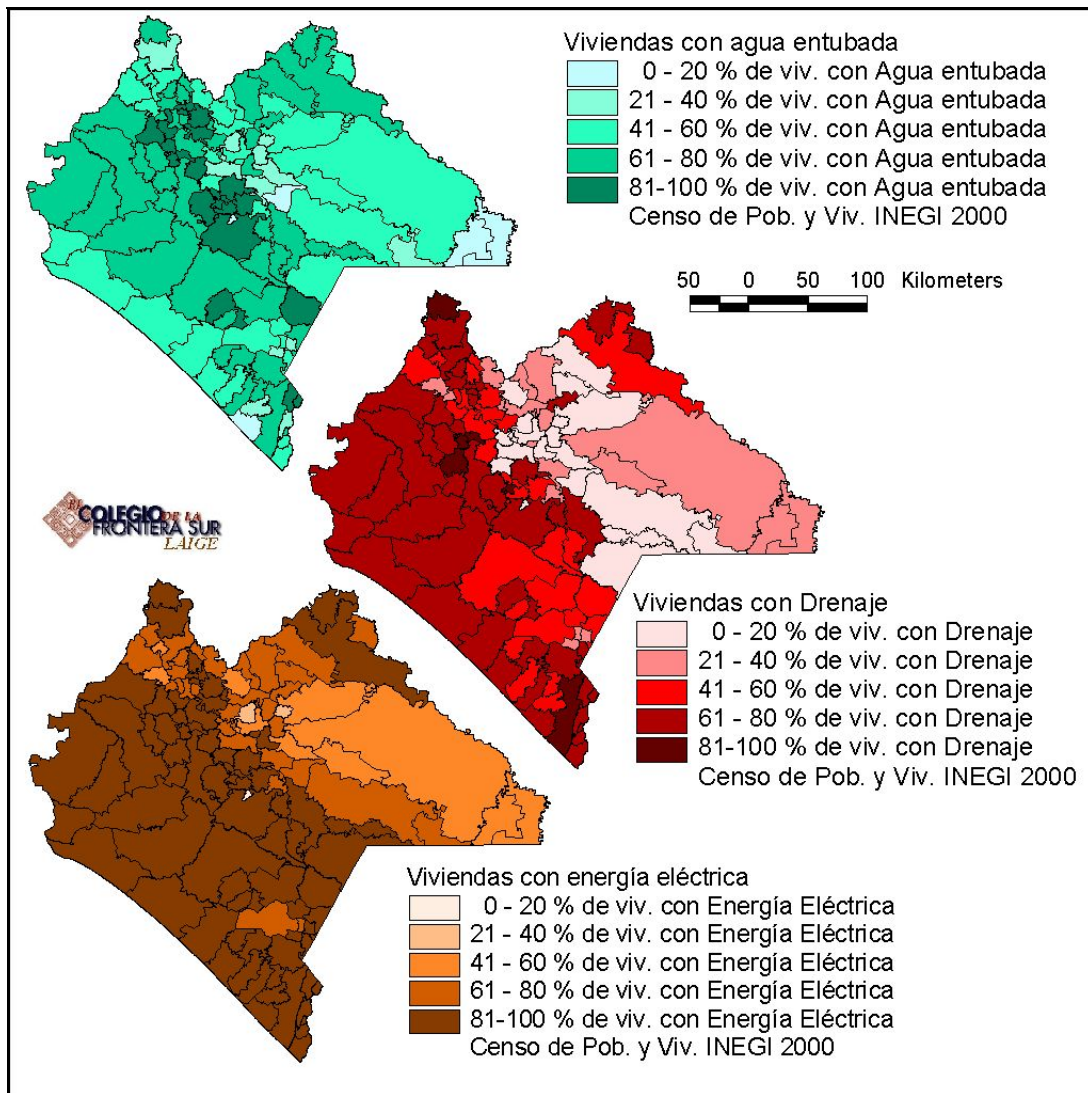 Viviendas con agua entubada
0 - 20 % de viv. con Agua entubada
21 - 40 % de viv. con Agua entubada
41 - 60 % de viv. con Agua entubada
61 - 80 % de viv. con Agua entubada
81-100 % de viv. con Agua entubada
Censo de Pob. y Viv. INEGI 2000
50 0 50 100 Kilometers
EL
COLEGIO DE LA
FRONTERA SUR
LAIGE
Viviendas con Drenaje
0 - 20 % de viv. con Drenaje
21 - 40 % de viv. con Drenaje
41 - 60 % de viv. con Drenaje
61 - 80 % de viv. con Drenaje
81-100 % de viv. con Drenaje
Censo de Pob. y Viv. INEGI 2000
Viviendas con energía eléctrica
0 - 20 % de viv. con Energía Eléctrica
21 - 40 % de viv. con Energía Eléctrica
41 - 60 % de viv. con Energía Eléctrica
61 - 80 % de viv. con Energía Eléctrica
81-100 % de viv. con Energía Eléctrica
Censo de Pob. y Viv. INEGI 2000